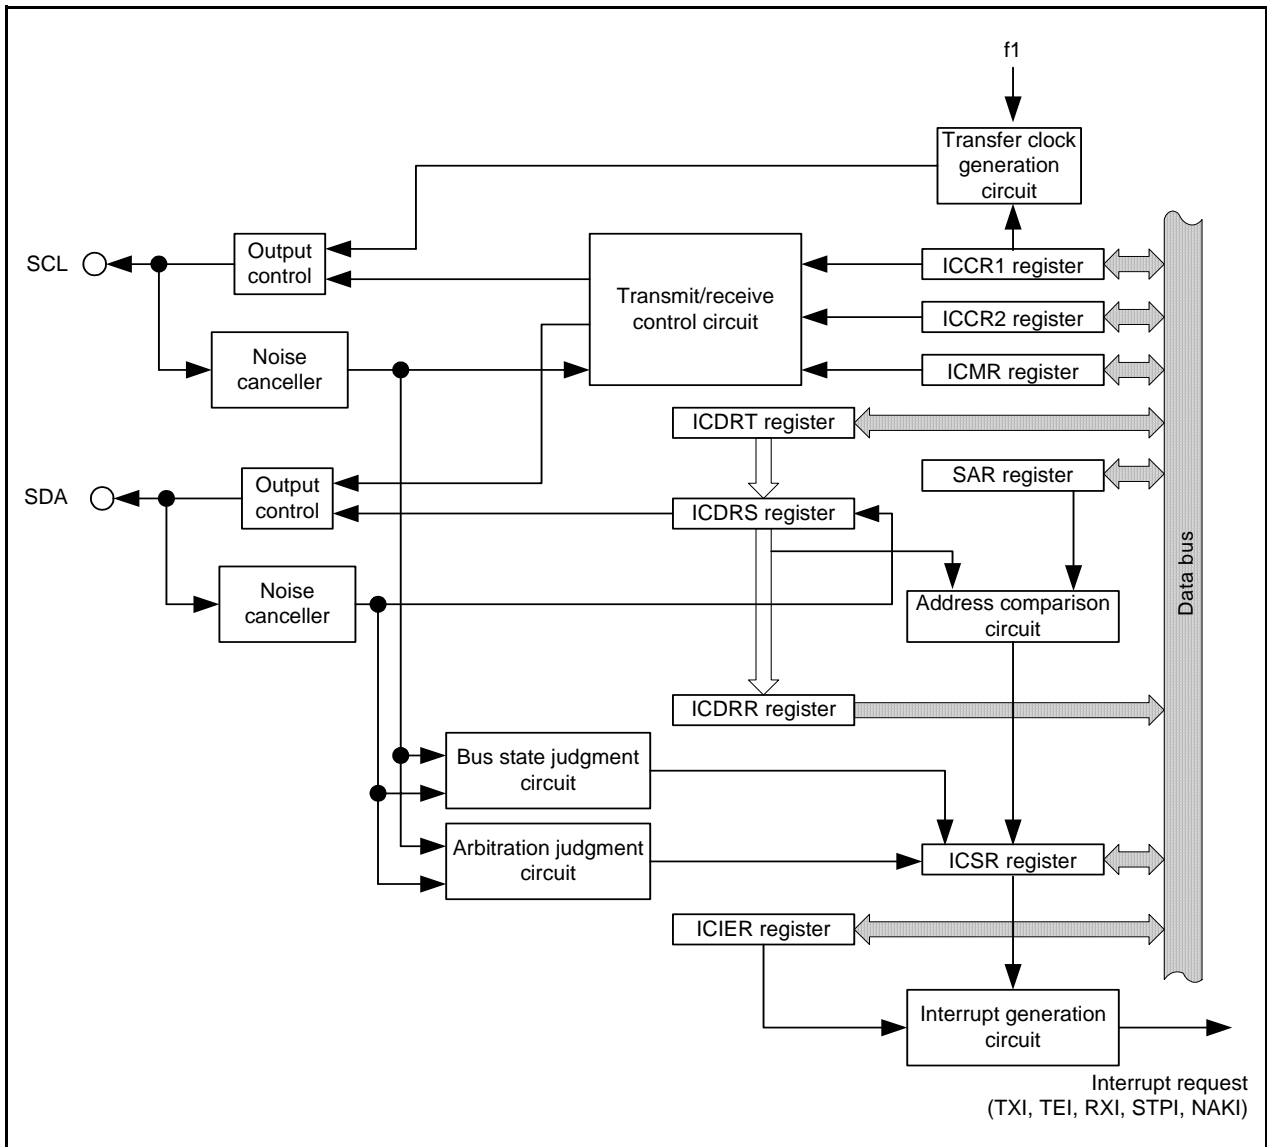 f1
Transfer clock
generation
circuit
SCL
Output
control
Transmit/receive
control circuit
ICCR1 register
ICCR2 register
Noise
canceller
ICMR register
ICDRT register
SDA
Output
control
SAR register
ICDRS register
Data bus
Noise
canceller
Address comparison
circuit
ICDRR register
Bus state judgment
circuit
Arbitration judgment
circuit
ICSR register
ICIER register
Interrupt generation
circuit
Interrupt request
(TXI, TEI, RXI, STPI, NAKI)